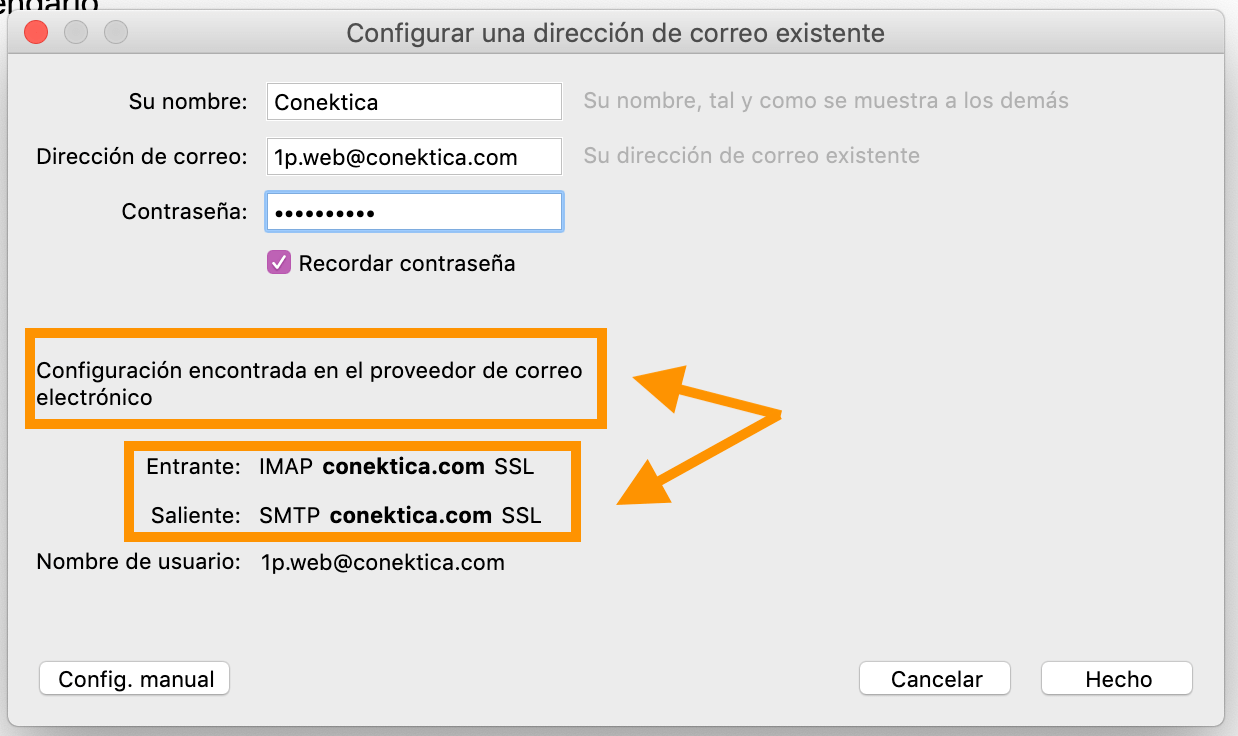 endario
Configurar una dirección de correo existente
Su nombre: Conektica Su nombre, tal y como se muestra a los demás
Dirección de correo: 1p.web@conektica.com Su dirección de correo existente
Contraseña: ••••••••••
Recordar contraseña
Configuración encontrada en el proveedor de correo
electrónico
Entrante: IMAP conektica.com SSL
Saliente: SMTP conektica.com SSL
Nombre de usuario: 1p.web@conektica.com
Config. manual Cancelar Hecho